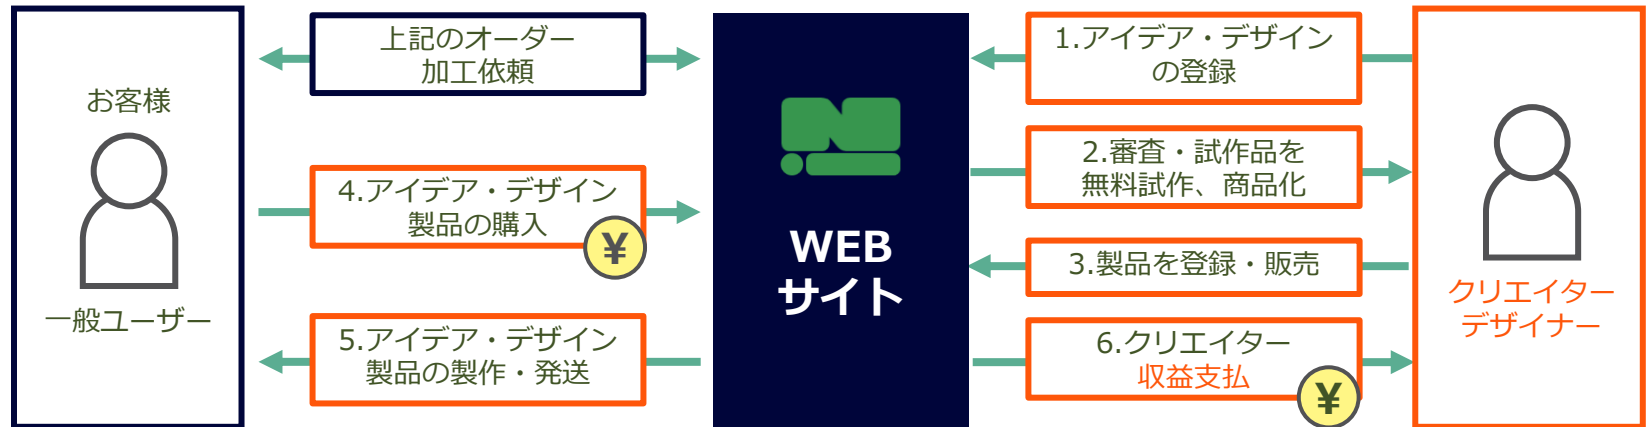 お客様
一般ユーザー
上記のオーダー
加工依頼
4.アイデア・デザイン
製品の購入
¥
5.アイデア・デザイン
製品の製作・発送
WEB
サイト
1.アイデア・デザイン
の登録
2.審査・試作品を
無料試作、商品化
3.製品を登録・販売
6.クリエイター
収益支払
¥
クリエイター
デザイナー